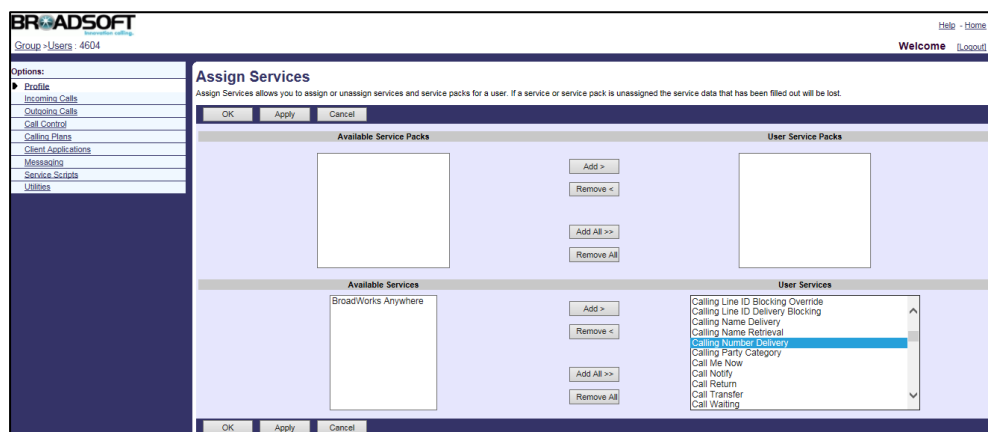 BROADSOFT
innovation calling.
Help - Home
Group >Users : 4604
Welcome [Logout]
Options:
Profile
Incoming Calls
Outgoing Calls
Call Control
Calling Plans
Client Applications
Messaging
Service Scripts
Utilities
Assign Services
Assign Services allows you to assign or unassign services and service packs for a user. If a service or service pack is unassigned the service data that has been filled out will be lost.
OK Apply Cancel
Available Service Packs User Service Packs
Add >
Remove <
Add All >>
Remove All
Available Services User Services
BroadWorks Anywhere
Add >
Remove <
Add All >>
Remove All
Calling Line ID Blocking Override
Calling Line ID Delivery Blocking
Calling Name Delivery
Calling Name Retrieval
Calling Number Delivery
Calling Party Category
Call Me Now
Call Notify
Call Return
Call Transfer
Call Waiting
OK Apply Cancel